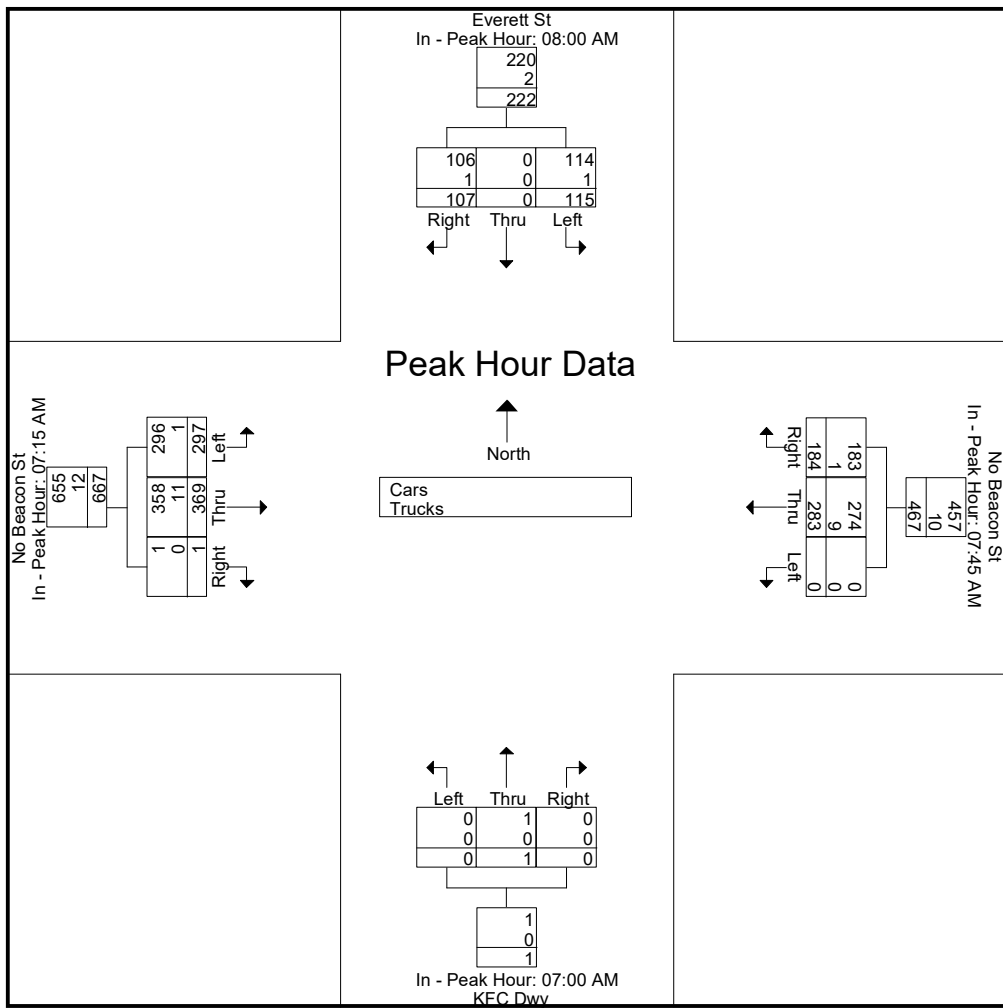 Everett St
In - Peak Hour: 08:00 AM
220
2
222
106 0 114
1 0 1
107 0 115
Right Thru Left
Peak Hour Data
North
Cars
Trucks
No Beacon St
In - Peak Hour: 07:15 AM
655
12
667
296 1 297
Left
358 11 369
Thru
1 0 1
Right
No Beacon St
In - Peak Hour: 07:45 AM
457
10
467
183 1 184
Right
274 9 283
Thru
0 0 0
Left
Left Thru Right
0 1 0
0 0 0
0 1 0
1
0
1
In - Peak Hour: 07:00 AM
KFC Dwy